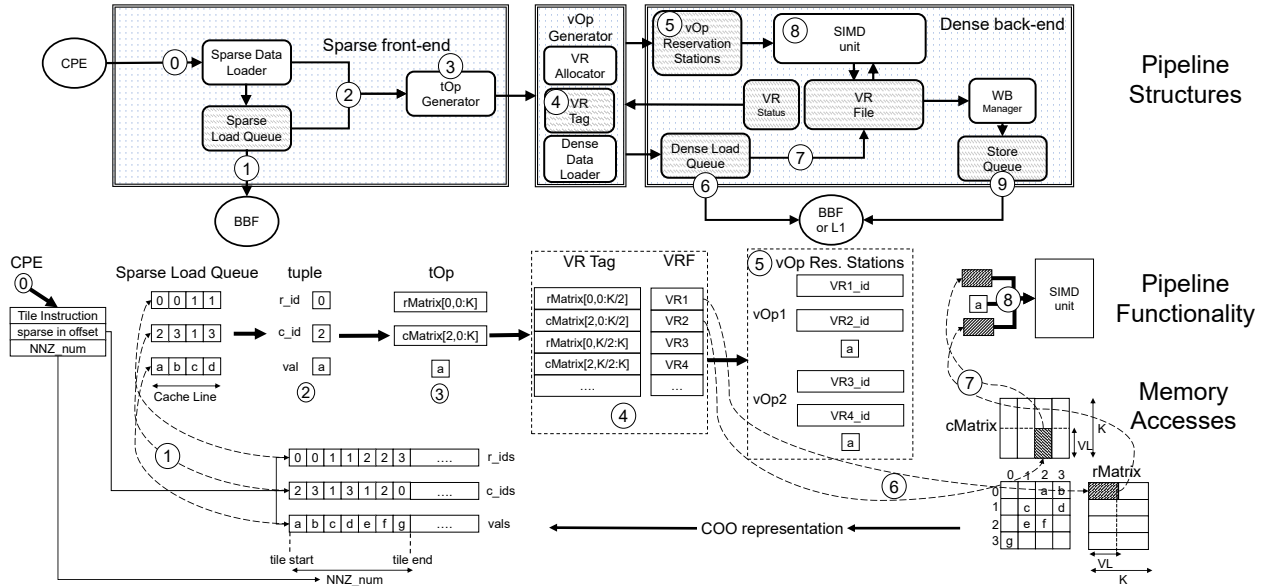 Sparse front-end
vOp
Generator
Dense back-end
CPE
0
Sparse Data
Loader
Sparse
Load Queue
1
BBF
2
3
tOp
Generator
VR
Allocator
4
VR
Tag
Dense
Data
Loader
5
vOp
Reservation
Stations
8
SIMD
unit
VR
Status
VR
File
WB
Manager
Dense Load
Queue
6
7
Store
Queue
9
BBF
or L1
Pipeline
Structures
CPE
0
Tile Instruction
sparse in offset
NNZ_num
Sparse Load Queue
0 0 1 1
2 3 1 3
a b c d
Cache Line
tuple
r_id 0
c_id 2
val a
2
tOp
rMatrix[0,0:K]
cMatrix[2,0:K]
a
3
VR Tag
VRF
rMatrix[0,0:K/2] VR1
cMatrix[2,0:K/2] VR2
rMatrix[0,K/2:K] VR3
cMatrix[2,K/2:K] VR4
.... ...
4
5 vOp Res. Stations
vOp1
VR1_id
VR2_id
a
vOp2
VR3_id
VR4_id
a
a
8
SIMD
unit
Pipeline
Functionality
7
Memory
Accesses
cMatrix
VL
K
6
rMatrix
0 1 2 3
0 a b
1 c d
2 e f
3 g
VL
K
1
0 0 1 1 2 2 3 .... r_ids
2 3 1 3 1 2 0 .... c_ids
a b c d e f g .... vals
tile start
tile end
NNZ_num
COO representation